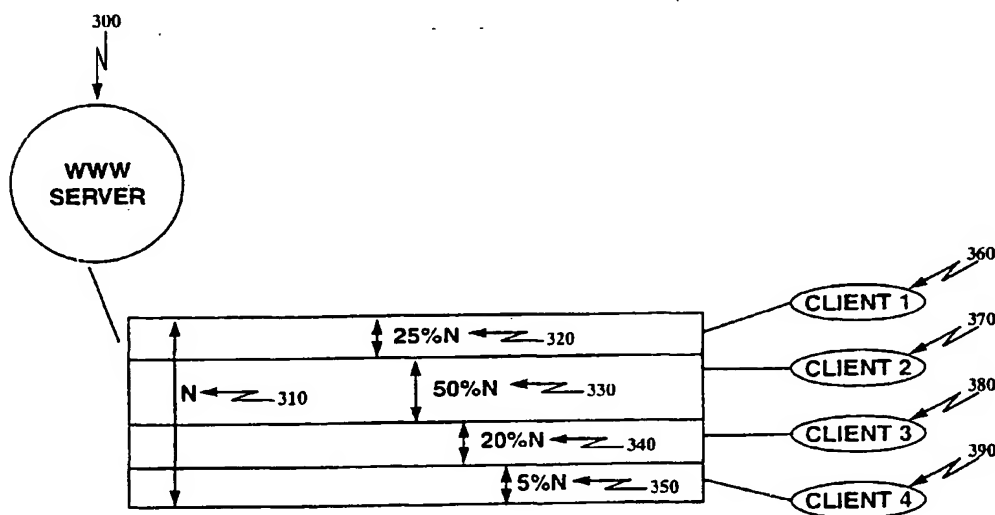 300
WWW
SERVER
360
CLIENT 1
25%N 320
370
CLIENT 2
50%N 330
N 310
380
CLIENT 3
20%N 340
390
5%N 350
CLIENT 4